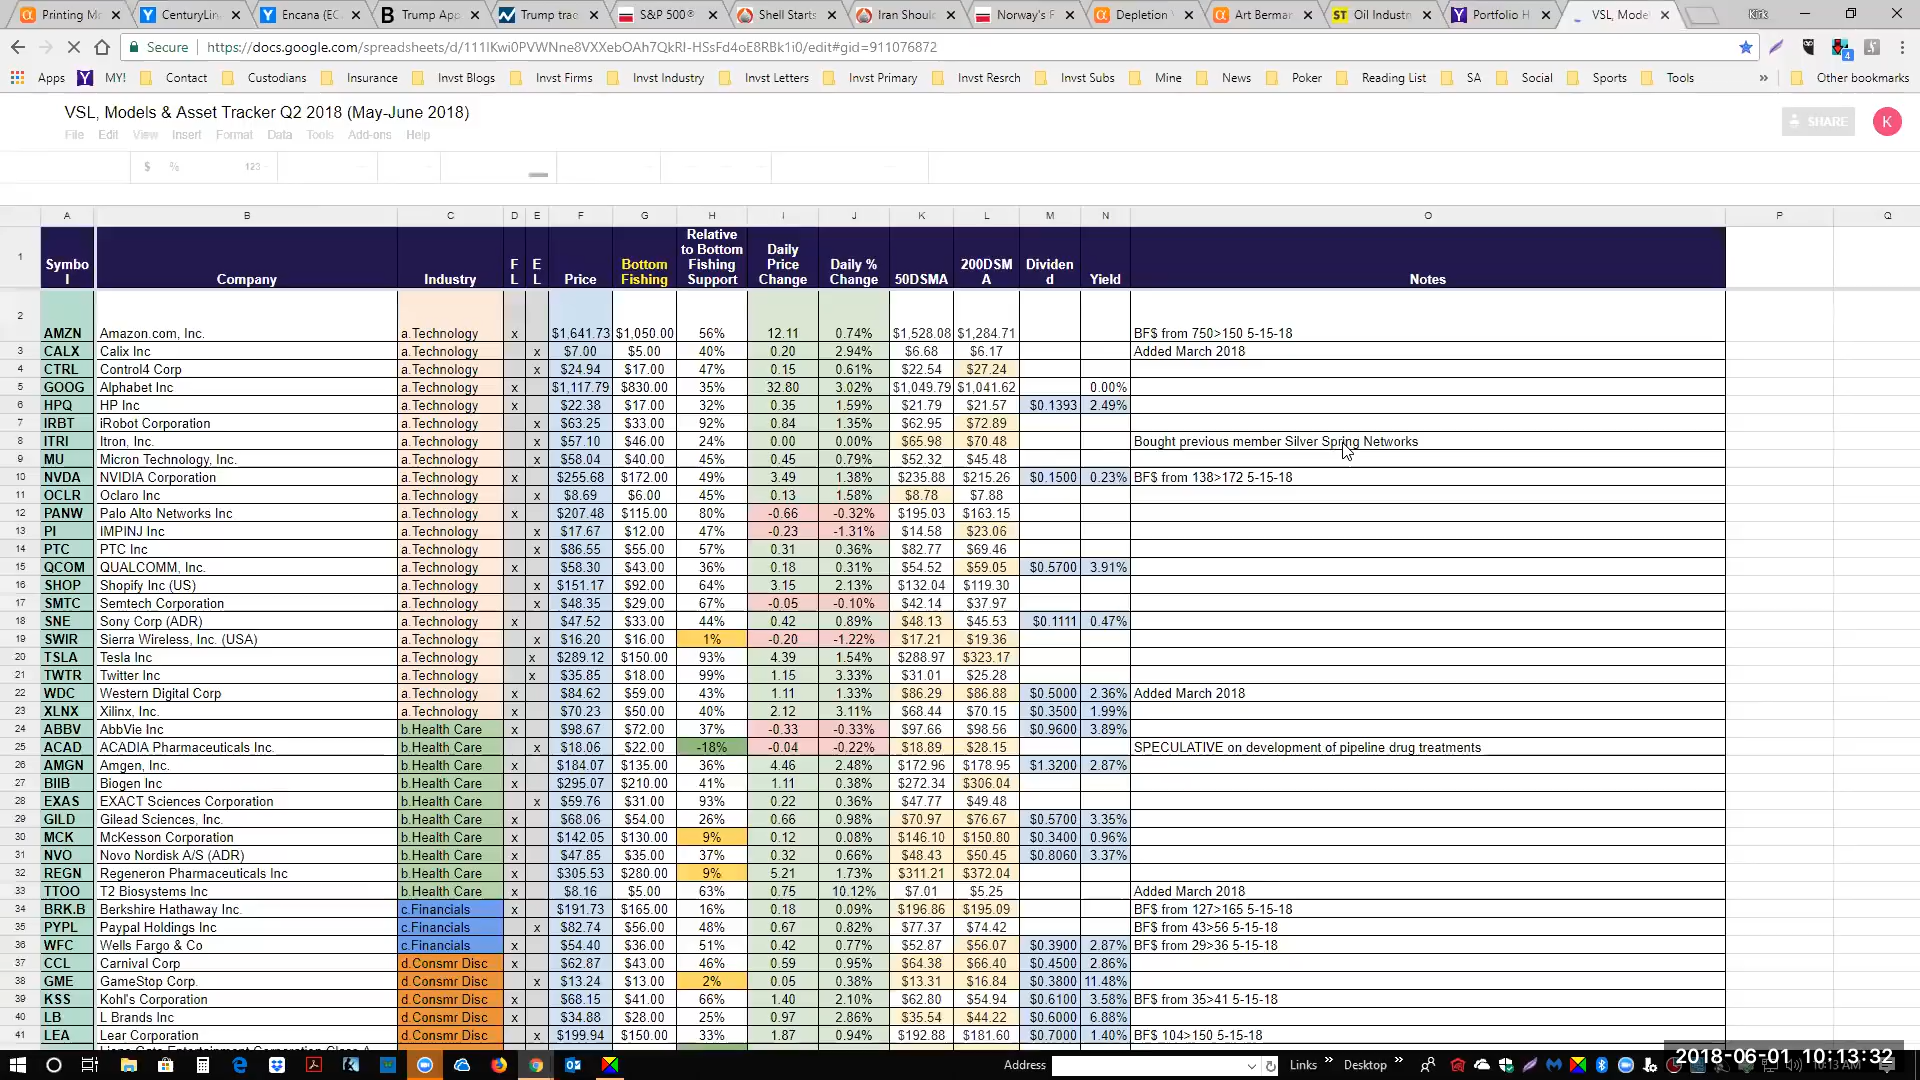 Printing M
CenturyLin
Encana (EC
Trump App
Trump trad
S&P 500®
Shell Starts
Iran Shoul
Norway's F
Depletion
Art Berman
Oil Industr
Portfolio H
VSL, Model
Kirk
Secure
https://docs.google.com/spreadsheets/d/111IKwi0PVWNne8VXXebOAh7QkRI-HSsFd4oE8RBk1i0/edit#gid=911076872
Apps MY! Contact Custodians Insurance Invst Blogs Invst Firms Invst Industry Invst Letters Invst Primary Invst Resrch Invst Subs Mine News Poker Reading List SA Social Sports Tools » Other bookmarks
VSL, Models & Asset Tracker Q2 2018 (May-June 2018)
File Edit View Insert Format Data Tools Add-ons Help
SHARE
K
$ % 123
A B C D E F G H I J K L M N O P Q
1 Symbol Company Industry FL EL Price Bottom Fishing Relative to Bottom Fishing Support Daily Price Change Daily % Change 50DSMA 200DSMA Dividend Yield Notes
2 AMZN Amazon.com, Inc. a.Technology x $1,641.73 $1,050.00 56% 12.11 0.74% $1,528.08 $1,284.71 BF$ from 750>150 5-15-18
3 CALX Calix Inc a.Technology x $7.00 $5.00 40% 0.20 2.94% $6.68 $6.17 Added March 2018
4 CTRL Control4 Corp a.Technology x $24.94 $17.00 47% 0.15 0.61% $22.54 $27.24
5 GOOG Alphabet Inc a.Technology x $1,117.79 $830.00 35% 32.80 3.02% $1,049.79 $1,041.62 0.00%
6 HPQ HP Inc a.Technology x $22.38 $17.00 32% 0.35 1.59% $21.79 $21.57 $0.1393 2.49%
7 IRBT iRobot Corporation a.Technology x $63.25 $33.00 92% 0.84 1.35% $62.95 $72.89
8 ITRI Itron, Inc. a.Technology x $57.10 $46.00 24% 0.00 0.00% $65.98 $70.48 Bought previous member Silver Spring Networks
9 MU Micron Technology, Inc. a.Technology x $58.04 $40.00 45% 0.45 0.79% $52.32 $45.48
10 NVDA NVIDIA Corporation a.Technology x $255.68 $172.00 49% 3.49 1.38% $235.88 $215.26 $0.1500 0.23% BF$ from 138>172 5-15-18
11 OCLR Oclaro Inc a.Technology x $8.69 $6.00 45% 0.13 1.58% $8.78 $7.88
12 PANW Palo Alto Networks Inc a.Technology x $207.48 $115.00 80% -0.66 -0.32% $195.03 $163.15
13 PI IMPINJ Inc a.Technology x $17.67 $12.00 47% -0.23 -1.31% $14.58 $23.06
14 PTC PTC Inc a.Technology x $86.55 $55.00 57% 0.31 0.36% $82.77 $69.46
15 QCOM QUALCOMM, Inc. a.Technology x $58.30 $43.00 36% 0.18 0.31% $54.52 $59.05 $0.5700 3.91%
16 SHOP Shopify Inc (US) a.Technology x $151.17 $92.00 64% 3.15 2.13% $132.04 $119.30
17 SMTC Semtech Corporation a.Technology x $48.35 $29.00 67% -0.05 -0.10% $42.14 $37.97
18 SNE Sony Corp (ADR) a.Technology x $47.52 $33.00 44% 0.42 0.89% $48.13 $45.53 $0.1111 0.47%
19 SWIR Sierra Wireless, Inc. (USA) a.Technology x $16.20 $16.00 1% -0.20 -1.22% $17.21 $19.36
20 TSLA Tesla Inc a.Technology x $289.12 $150.00 93% 4.39 1.54% $288.97 $323.17
21 TWTR Twitter Inc a.Technology x $35.85 $18.00 99% 1.15 3.33% $31.01 $25.28
22 WDC Western Digital Corp a.Technology x $84.62 $59.00 43% 1.11 1.33% $86.29 $86.88 $0.5000 2.36% Added March 2018
23 XLNX Xilinx, Inc. a.Technology x $70.23 $50.00 40% 2.12 3.11% $68.44 $70.15 $0.3500 1.99%
24 ABBV AbbVie Inc b.Health Care x $98.67 $72.00 37% -0.33 -0.33% $97.66 $98.56 $0.9600 3.89%
25 ACAD ACADIA Pharmaceuticals Inc. b.Health Care x $18.06 $22.00 -18% -0.04 -0.22% $18.89 $28.15 SPECULATIVE on development of pipeline drug treatments
26 AMGN Amgen, Inc. b.Health Care x $184.07 $135.00 36% 4.46 2.48% $172.96 $178.95 $1.3200 2.87%
27 BIIB Biogen Inc b.Health Care x $295.07 $210.00 41% 1.11 0.38% $272.34 $306.04
28 EXAS EXACT Sciences Corporation b.Health Care x $59.76 $31.00 93% 0.22 0.36% $47.77 $49.48
29 GILD Gilead Sciences, Inc. b.Health Care x $68.06 $54.00 26% 0.66 0.98% $70.97 $76.67 $0.5700 3.35%
30 MCK McKesson Corporation b.Health Care x $142.05 $130.00 9% 0.12 0.08% $146.10 $150.80 $0.3400 0.96%
31 NVO Novo Nordisk A/S (ADR) b.Health Care x $47.85 $35.00 37% 0.32 0.66% $48.43 $50.45 $0.8060 3.37%
32 REGN Regeneron Pharmaceuticals Inc b.Health Care x $305.53 $280.00 9% 5.21 1.73% $311.21 $372.04
33 TTOO T2 Biosystems Inc b.Health Care x $8.16 $5.00 63% 0.75 10.12% $7.01 $5.25 Added March 2018
34 BRK.B Berkshire Hathaway Inc. c.Financials x $191.73 $165.00 16% 0.18 0.09% $196.86 $195.09 BF$ from 127>165 5-15-18
35 PYPL Paypal Holdings Inc c.Financials x $82.74 $56.00 48% 0.67 0.82% $77.37 $74.42 BF$ from 43>56 5-15-18
36 WFC Wells Fargo & Co c.Financials x $54.40 $36.00 51% 0.42 0.77% $52.87 $56.07 $0.3900 2.87% BF$ from 29>36 5-15-18
37 CCL Carnival Corp d.Consmr Disc x $62.87 $43.00 46% 0.59 0.95% $64.38 $66.40 $0.4500 2.86%
38 GME GameStop Corp. d.Consmr Disc x $13.24 $13.00 2% 0.05 0.38% $13.31 $16.84 $0.3800 11.48%
39 KSS Kohl's Corporation d.Consmr Disc x $68.15 $41.00 66% 1.40 2.10% $62.80 $54.94 $0.6100 3.58% BF$ from 35>41 5-15-18
40 LB L Brands Inc d.Consmr Disc x $34.88 $28.00 25% 0.97 2.86% $35.54 $44.22 $0.6000 6.88%
41 LEA Lear Corporation d.Consmr Disc x $199.94 $150.00 33% 1.87 0.94% $192.88 $181.60 $0.7000 1.40% BF$ 104>150 5-15-18
Address Links » Desktop »
2018-06-01 10:13:32